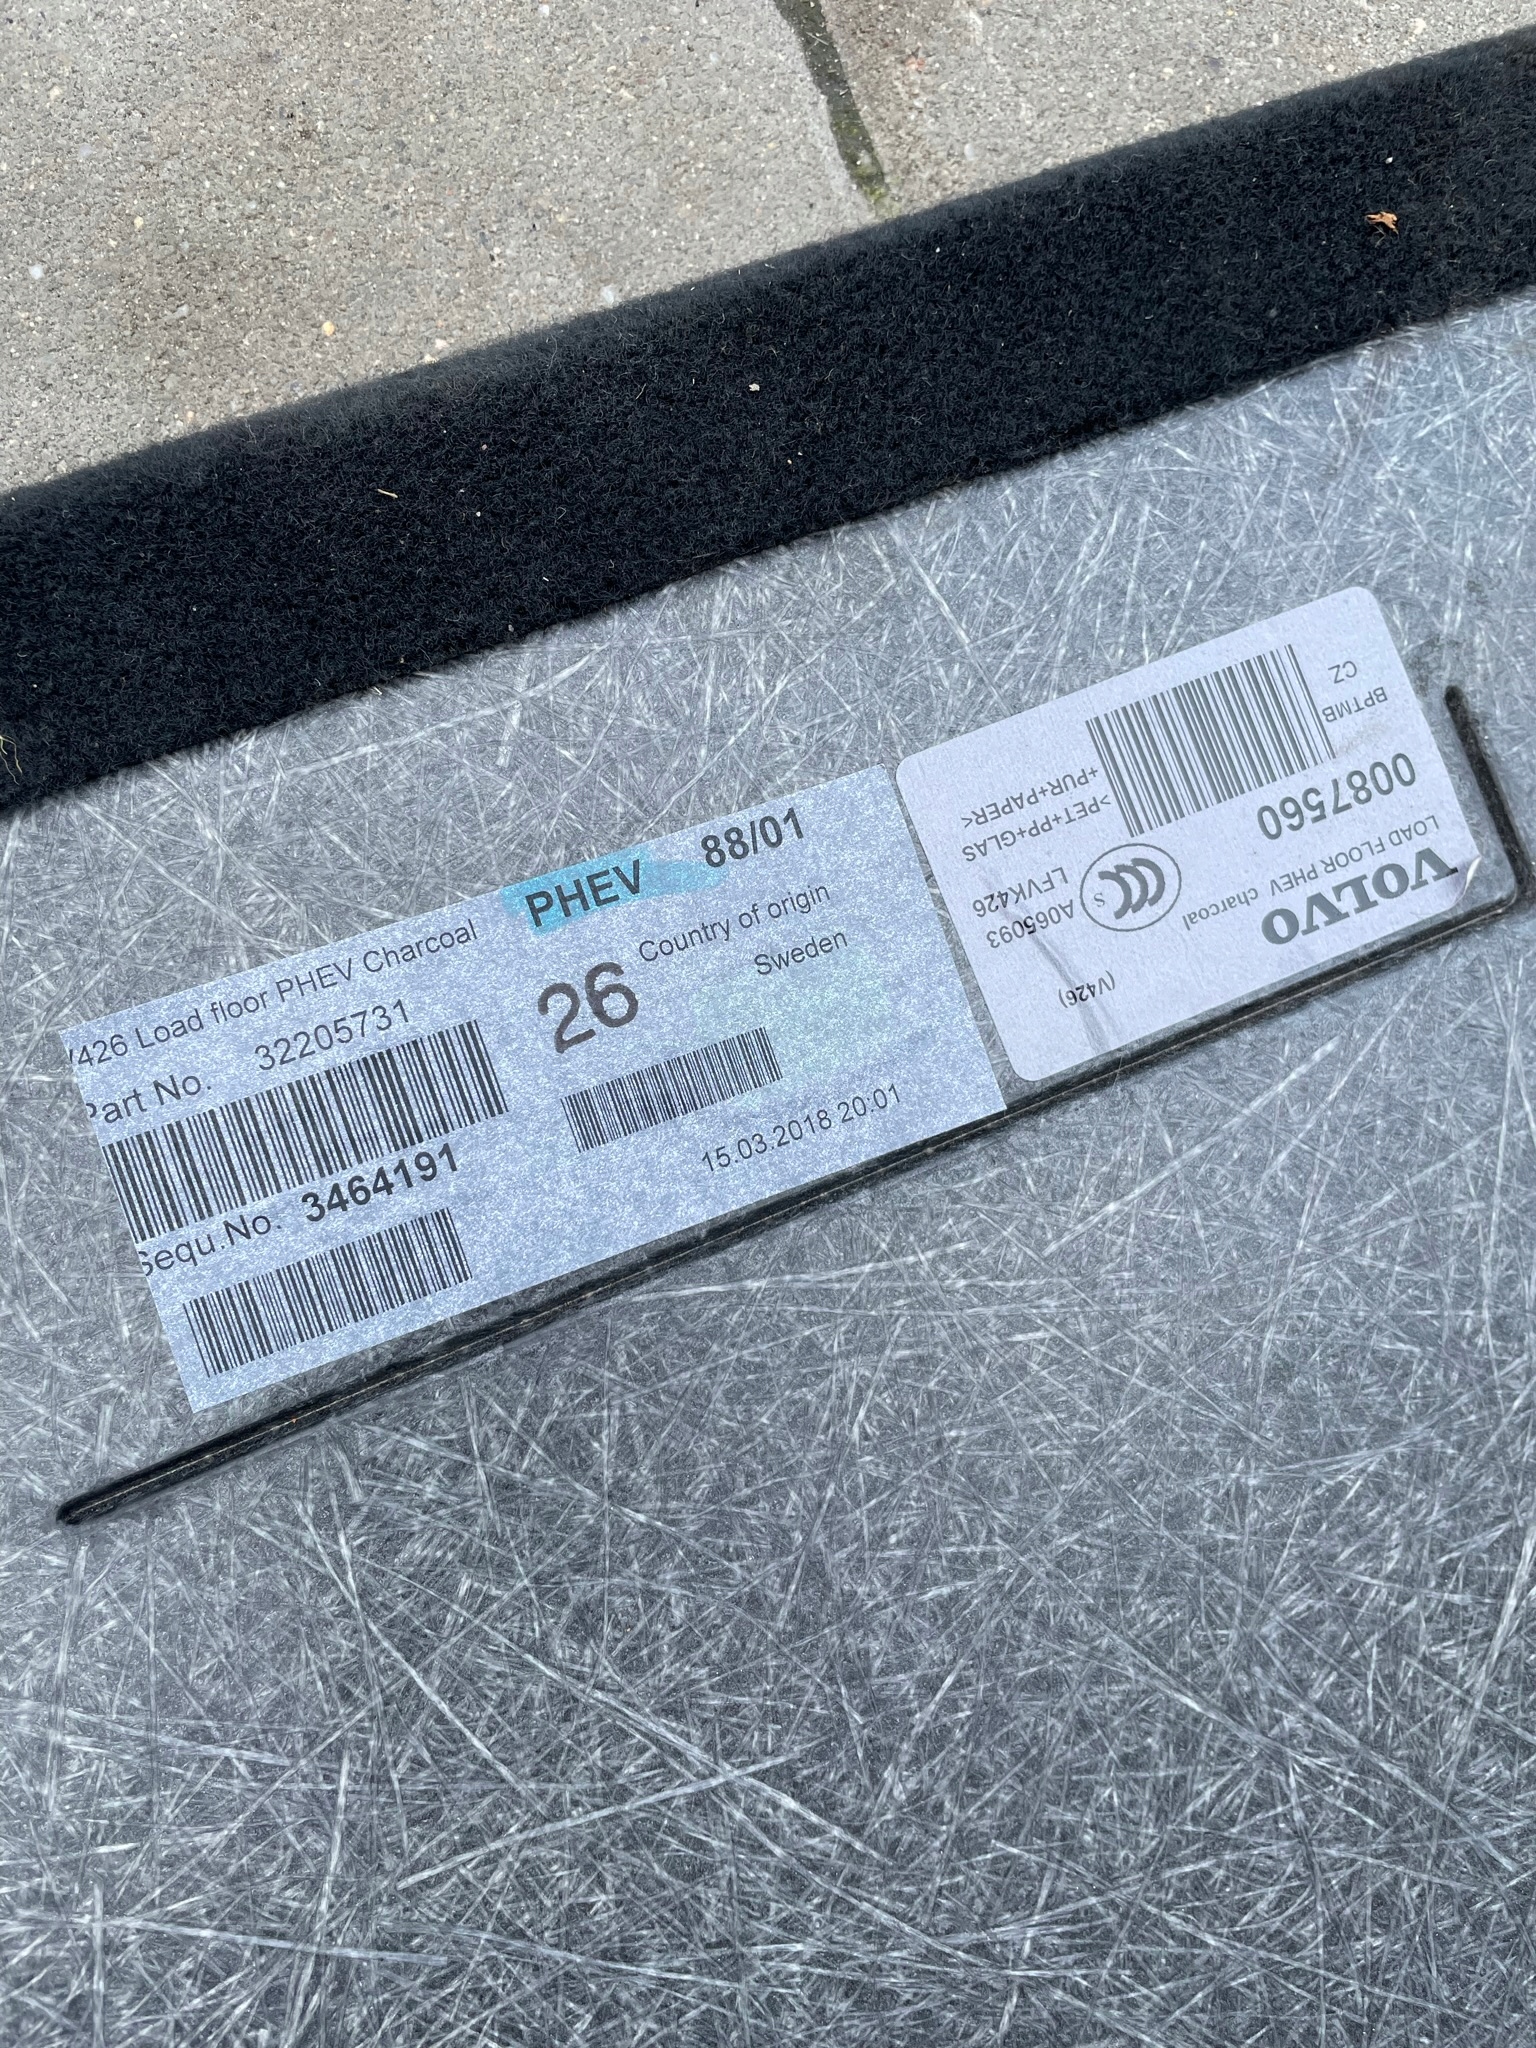 426 Load floor PHEV Charcoal
PHEV 88/01
Part No. 32205731
26
Country of origin
Sweden
Sequ.No. 3464191
15.03.2018 20:01
VOLVO
LOAD FLOOR PHEV charcoal
0087560
BPTMB
CZ
A065093
LFVK426
>PET+PP+GLAS
+PUR+PAPER<
(V426)
S